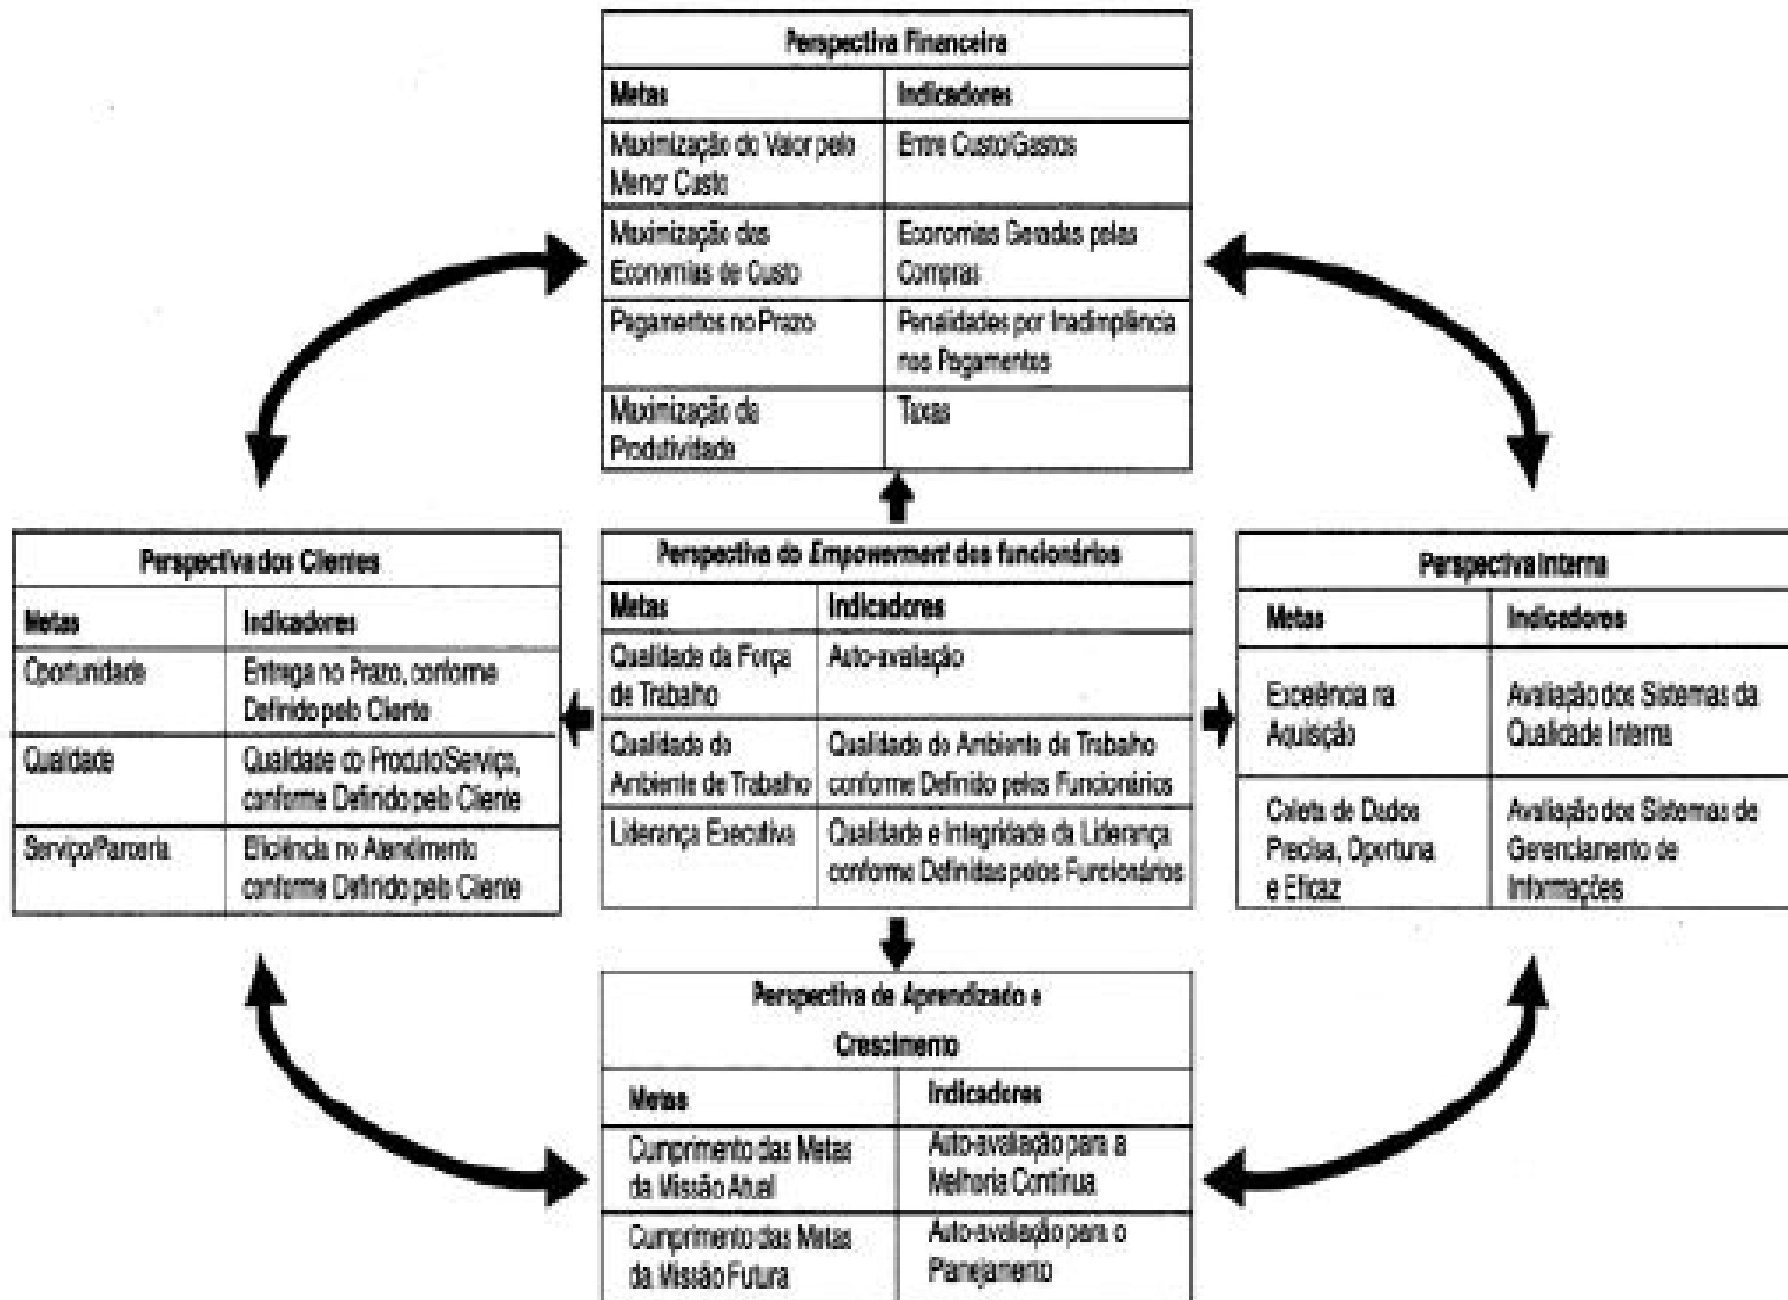 Perspectiva Financeira
Metas
Indicadores
Maximização do Valor pelo
Menor Custo
Entre Custo/Gastos
Maximização das
Economias de Custo
Economias Geradas pelas
Compras
Pagamentos no Prazo
Penalidades por Inadimplência
nos Pagamentos
Maximização da
Produtividade
Taxas
Perspectiva dos Clientes
Metas
Indicadores
Oportunidade
Entrega no Prazo, conforme
Definido pelo Cliente
Qualidade
Qualidade do Produto/Serviço,
conforme Definido pelo Cliente
Serviço/Parceria
Eficiência no Atendimento
conforme Definido pelo Cliente
Perspectiva do Empowerment dos funcionários
Metas
Indicadores
Qualidade da Força
de Trabalho
Auto-avaliação
Qualidade do
Ambiente de Trabalho
Qualidade do Ambiente de Trabalho
conforme Definido pelos Funcionários
Liderança Executiva
Qualidade e Integridade da Liderança
conforme Definidas pelos Funcionários
Perspectiva Interna
Metas
Indicadores
Excelência na
Aquisição
Avaliação dos Sistemas da
Qualidade Interna
Coleta de Dados
Precisa, Oportuna
e Eficaz
Avaliação dos Sistemas de
Gerenciamento de
Informações
Perspectiva de Aprendizado e
Crescimento
Metas
Indicadores
Cumprimento das Metas
da Missão Atual
Auto-avaliação para a
Melhoria Contínua
Cumprimento das Metas
da Missão Futura
Auto-avaliação para o
Planejamento